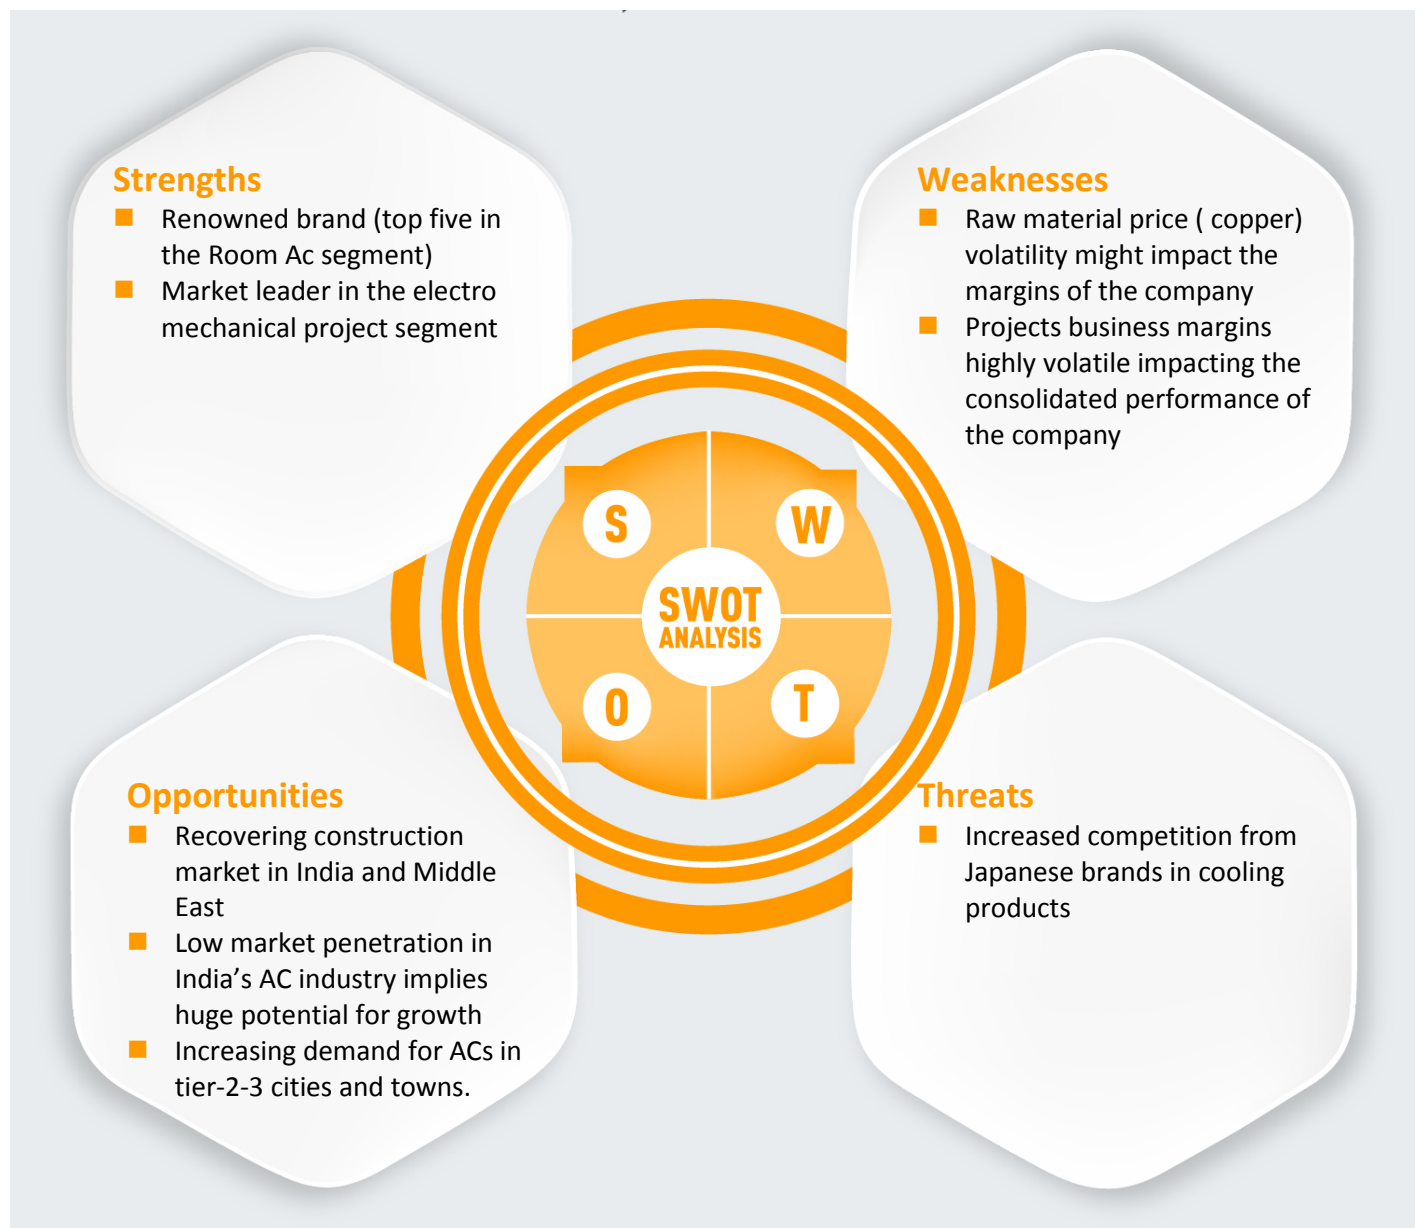 Strengths
Renowned brand (top five in
the Room Ac segment)
Market leader in the electro
mechanical project segment
Weaknesses
Raw material price ( copper)
volatility might impact the
margins of the company
Projects business margins
highly volatile impacting the
consolidated performance of
the company
S
W
SWOT
ANALYSIS
O
T
Opportunities
Recovering construction
market in India and Middle
East
Low market penetration in
India’s AC industry implies
huge potential for growth
Increasing demand for ACs in
tier-2-3 cities and towns.
Threats
Increased competition from
Japanese brands in cooling
products